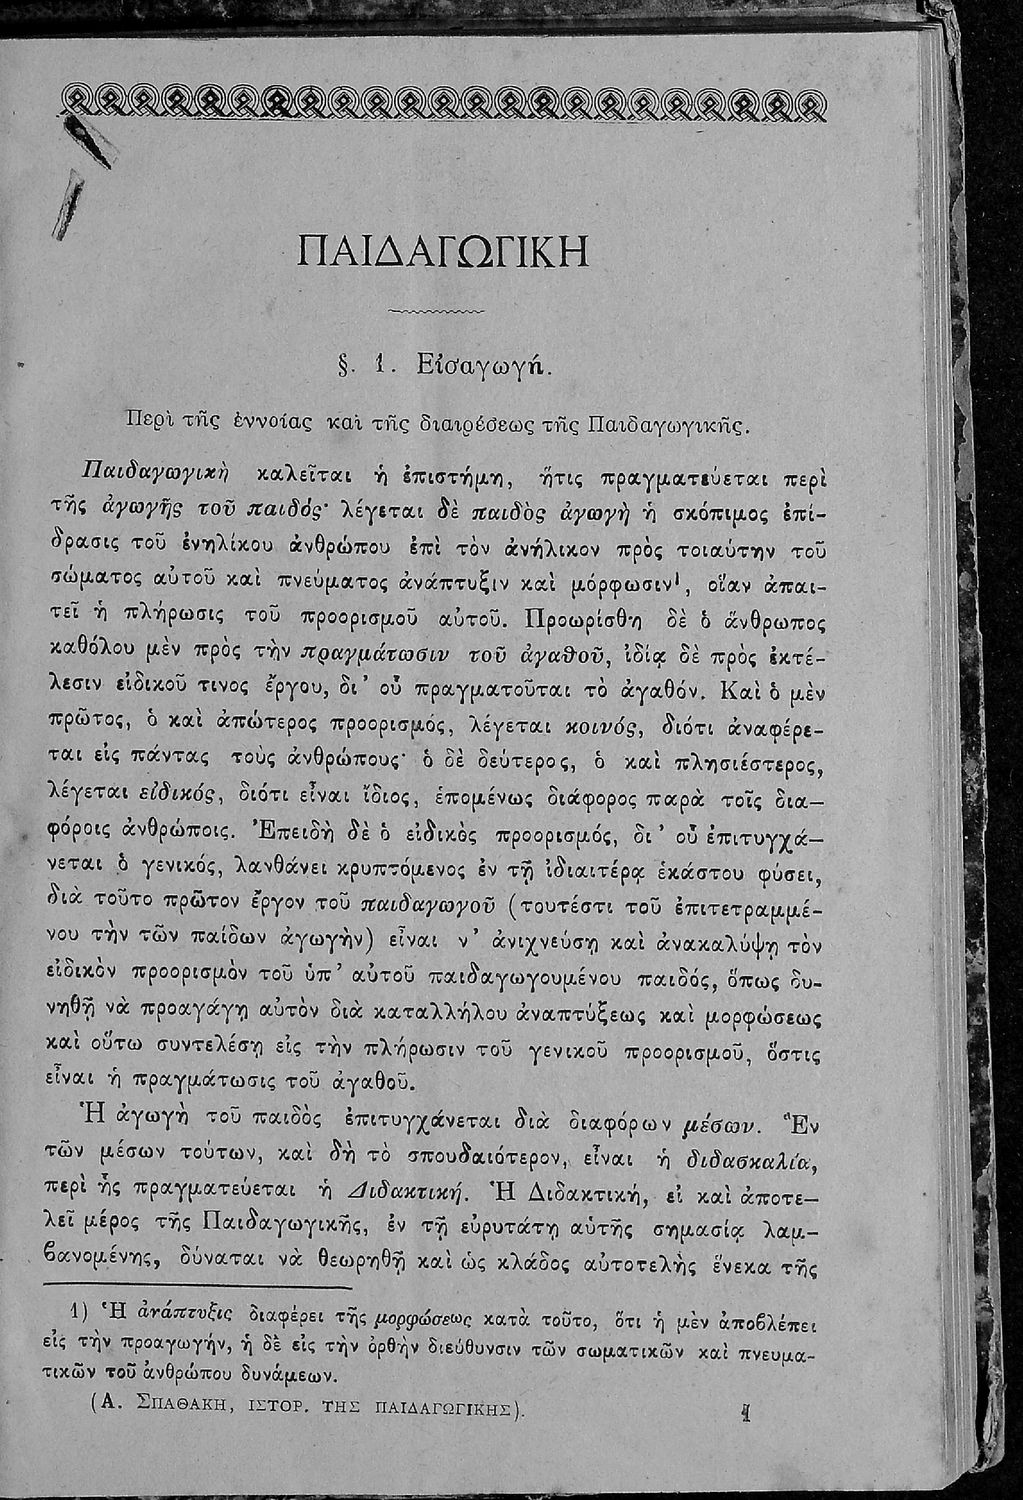 ΠΑΙΔΑΓΩΓΙΚΗ
§. 1. Εἰσαγωγή.
Περὶ τῆς ἐννοίας καὶ τῆς διαιρέσεως τῆς Παιδαγωγικῆς.
Παιδαγωγικὴ καλεῖται ἡ ἐπιστήμη, ἥτις πραγματεύεται περὶ
τῆς ἀγωγῆς τοῦ παιδός· λέγεται δὲ παιδὸς ἀγωγὴ ἡ σκόπιμος ἐπί-
δρασις τοῦ ἐνηλίκου ἀνθρώπου ἐπὶ τὸν ἀνήλικον πρὸς τοιαύτην τοῦ
σώματος αὐτοῦ καὶ πνεύματος ἀνάπτυξιν καὶ μόρφωσιν¹, οἵαν ἀπαι-
τεῖ ἡ πλήρωσις τοῦ προορισμοῦ αὐτοῦ. Προωρίσθη δὲ ὁ ἄνθρωπος
καθόλου μὲν πρὸς τὴν πραγμάτωσιν τοῦ ἀγαθοῦ, ἰδίᾳ δὲ πρὸς ἐκτέ-
λεσιν εἰδικοῦ τινος ἔργου, δι' οὗ πραγματοῦται τὸ ἀγαθόν. Καὶ ὁ μὲν
πρῶτος, ὁ καὶ ἀπώτερος προορισμός, λέγεται κοινός, διότι ἀναφέρε-
ται εἰς πάντας τοὺς ἀνθρώπους· ὁ δὲ δεύτερος, ὁ καὶ πλησιέστερος,
λέγεται εἰδικός, διότι εἶναι ἴδιος, ἑπομένως διάφορος παρὰ τοῖς δια-
φόροις ἀνθρώποις. Ἐπειδὴ δὲ ὁ εἰδικὸς προορισμός, δι' οὗ ἐπιτυγχά-
νεται ὁ γενικός, λανθάνει κρυπτόμενος ἐν τῇ ἰδιαιτέρᾳ ἑκάστου φύσει,
διὰ τοῦτο πρῶτον ἔργον τοῦ παιδαγωγοῦ (τουτέστι τοῦ ἐπιτετραμμέ-
νου τὴν τῶν παίδων ἀγωγὴν) εἶναι ν' ἀνιχνεύσῃ καὶ ἀνακαλύψῃ τὸν
εἰδικὸν προορισμὸν τοῦ ὑπ' αὐτοῦ παιδαγωγουμένου παιδός, ὅπως δυ-
νηθῇ νὰ προαγάγῃ αὐτὸν διὰ καταλλήλου ἀναπτύξεως καὶ μορφώσεως
καὶ οὕτω συντελέσῃ εἰς τὴν πλήρωσιν τοῦ γενικοῦ προορισμοῦ, ὅστις
εἶναι ἡ πραγμάτωσις τοῦ ἀγαθοῦ.
Ἡ ἀγωγὴ τοῦ παιδὸς ἐπιτυγχάνεται διὰ διαφόρων μέσων. Ἓν
τῶν μέσων τούτων, καὶ δὴ τὸ σπουδαιότερον, εἶναι ἡ διδασκαλία,
περὶ ἧς πραγματεύεται ἡ Διδακτική. Ἡ Διδακτική, εἰ καὶ ἀποτε-
λεῖ μέρος τῆς Παιδαγωγικῆς, ἐν τῇ εὐρυτάτῃ αὑτῆς σημασίᾳ λαμ-
βανομένης, δύναται νὰ θεωρηθῇ καὶ ὡς κλάδος αὐτοτελὴς ἕνεκα τῆς
1) Ἡ ἀνάπτυξις διαφέρει τῆς μορφώσεως κατὰ τοῦτο, ὅτι ἡ μὲν ἀποβλέπει
εἰς τὴν προαγωγήν, ἡ δὲ εἰς τὴν ὀρθὴν διεύθυνσιν τῶν σωματικῶν καὶ πνευμα-
τικῶν τοῦ ἀνθρώπου δυνάμεων.
(Α. ΣΠΑΘΑΚΗ, ΙΣΤΟΡ. ΤΗΣ ΠΑΙΔΑΓΩΓΙΚΗΣ). 1